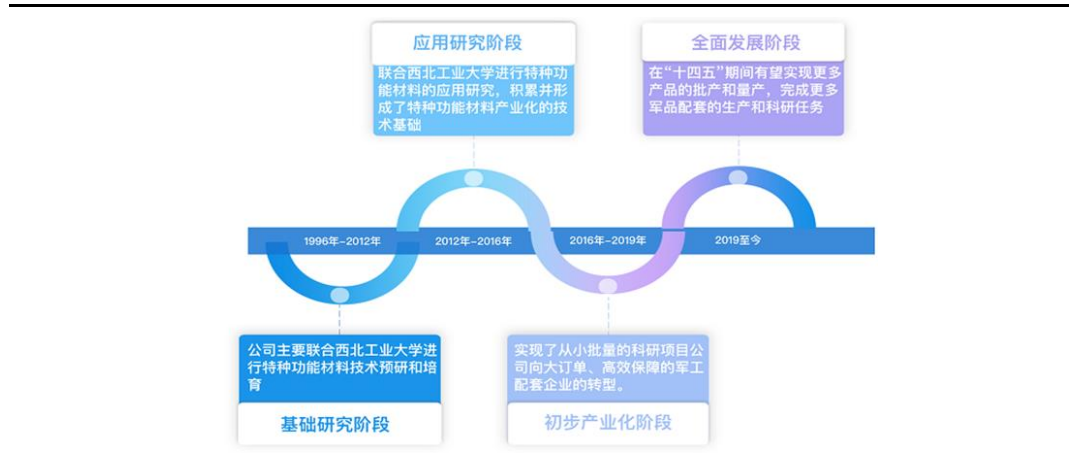 应用研究阶段
联合西北工业大学进行特种功
能材料的应用研究，积累并形
成了特种功能材料产业化的技
术基础
全面发展阶段
在“十四五”期间有望实现更多
产品的批产和量产，完成更多
军品配套的生产和科研任务
1996年-2012年
2012年-2016年
2016年-2019年
2019至今
公司主要联合西北工业大学进
行特种功能材料技术预研和培
育
基础研究阶段
实现了从小批量的科研项目公
司向大订单、高效保障的军工
配套企业的转型。
初步产业化阶段